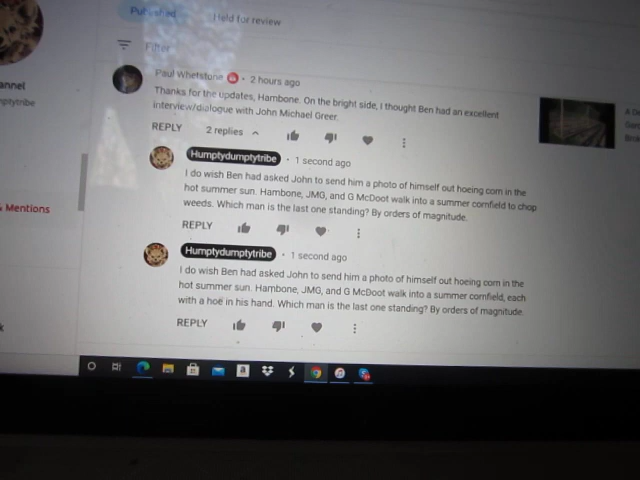 Published
Held for review
Filter
annel
mptytribe
Paul Whetstone · 2 hours ago
Thanks for the updates, Hambone. On the bright side, I thought Ben had an excellent
interview/dialogue with John Michael Greer.
REPLY
2 replies
Humptydumptytribe · 1 second ago
I do wish Ben had asked John to send him a photo of himself out hoeing corn in the
hot summer sun. Hambone, JMG, and G McDoot walk into a summer cornfield to chop
weeds. Which man is the last one standing? By orders of magnitude.
REPLY
& Mentions
Humptydumptytribe · 1 second ago
I do wish Ben had asked John to send him a photo of himself out hoeing corn in the
hot summer sun. Hambone, JMG, and G McDoot walk into a summer cornfield, each
with a hoe in his hand. Which man is the last one standing? By orders of magnitude.
REPLY